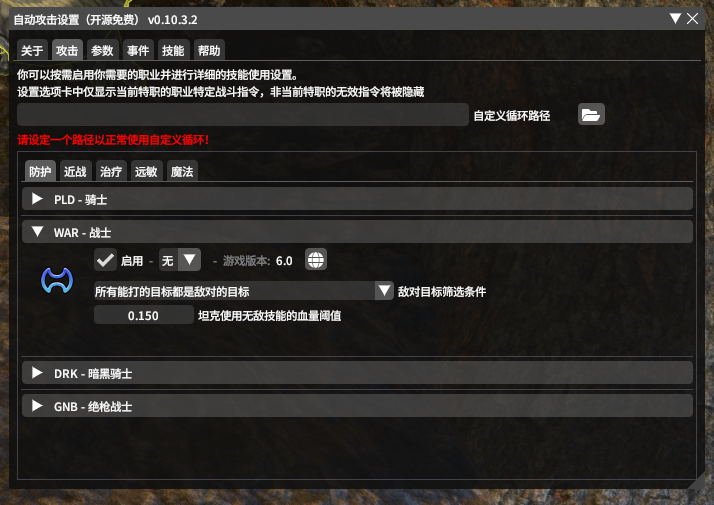 自动攻击设置（开源免费） v0.10.3.2
关于 攻击 参数 事件 技能 帮助
你可以按需启用你需要的职业并进行详细的技能使用设置。
设置选项卡中仅显示当前特职的职业特定战斗指令，非当前特职的无效指令将被隐藏
自定义循环路径
请设定一个路径以正常使用自定义循环！
防护 近战 治疗 远敏 魔法
PLD - 骑士
WAR - 战士
启用 - 无 - 游戏版本: 6.0
所有能打的目标都是敌对的目标 敌对目标筛选条件
0.150 坦克使用无敌技能的血量阈值
DRK - 暗黑骑士
GNB - 绝枪战士